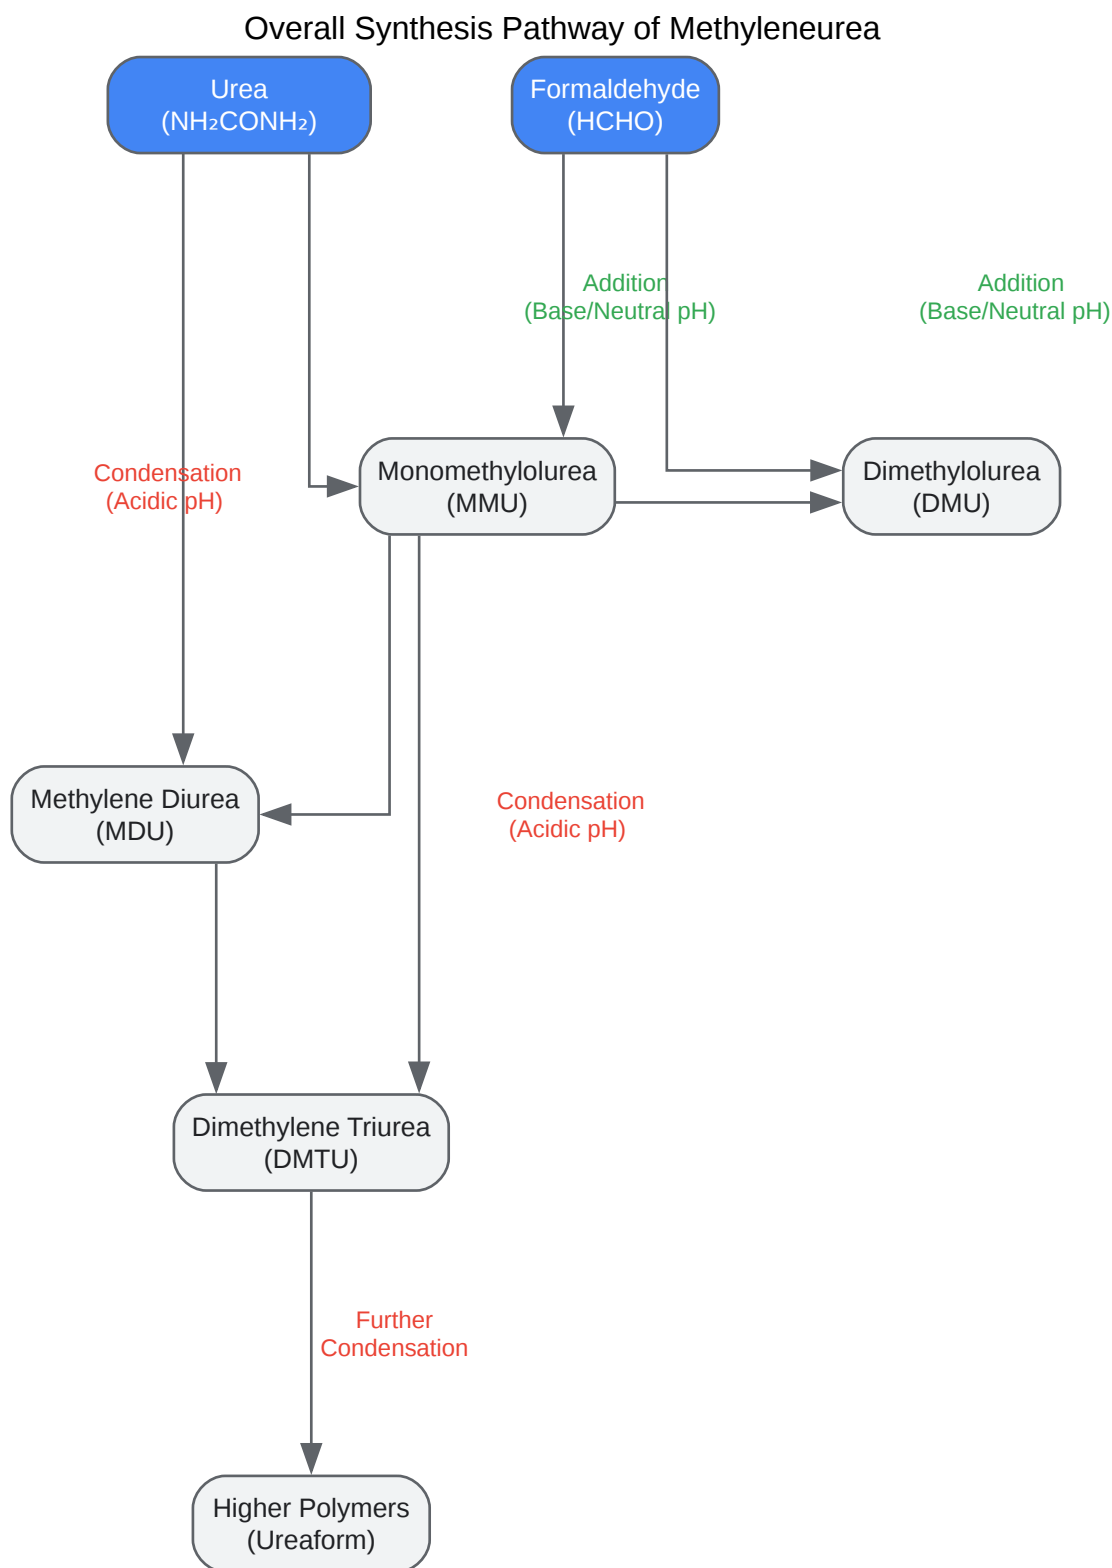 Overall Synthesis Pathway of Methyleneurea
Urea
(NH₂CONH₂)
Formaldehyde
(HCHO)
Addition
(Base/Neutral pH)
Addition
(Base/Neutral pH)
Condensation
(Acidic pH)
Monomethylolurea
(MMU)
Dimethylolurea
(DMU)
Methylene Diurea
(MDU)
Condensation
(Acidic pH)
Dimethylene Triurea
(DMTU)
Further
Condensation
Higher Polymers
(Ureaform)